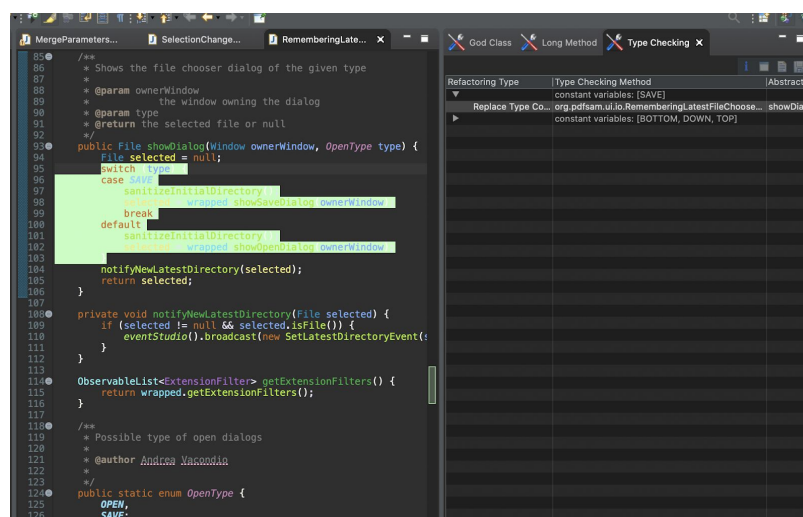 MergeParameters...
SelectionChange...
RememberingLate...
85 /**
86 * Shows the file chooser dialog of the given type
87 *
88 * @param ownerWindow
89 * the window owning the dialog
90 * @param type
91 * @return the selected file or null
92 */
93 public File showDialog(Window ownerWindow, OpenType type) {
94 File selected = null;
95 switch type
96 case SAVE
97 sanitizeInitialDirectory
98 selected wrapped showSaveDialog ownerWindow
99 break
100 default
101 sanitizeInitialDirectory
102 selected wrapped showOpenDialog ownerWindow
103
104 notifyNewLatestDirectory(selected);
105 return selected;
106 }
107
108 private void notifyNewLatestDirectory(File selected) {
109 if (selected != null && selected.isFile()) {
110 eventStudio().broadcast(new SetLatestDirectoryEvent(
111 }
112 }
113
114 ObservableList<ExtensionFilter> getExtensionFilters() {
115 return wrapped.getExtensionFilters();
116 }
117
118 /**
119 * Possible type of open dialogs
120 *
121 * @author Andrea Vacondio
122 *
123 */
124 public static enum OpenType {
125 OPEN,
126 SAVE;
God Class
Long Method
Type Checking
Refactoring Type Type Checking Method Abstract
constant variables: [SAVE]
Replace Type Co... org.pdfsam.ui.io.RememberingLatestFileChoose... showDia
constant variables: [BOTTOM, DOWN, TOP]